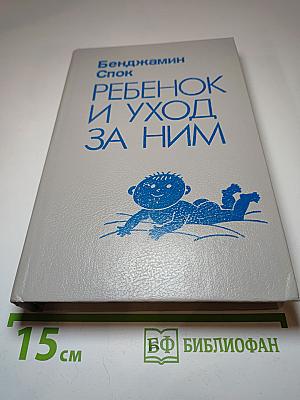 Бенджамин
Спок
РЕБЕНОК
И УХОД
ЗА НИМ
15 см
БФ БИБЛИОФАН